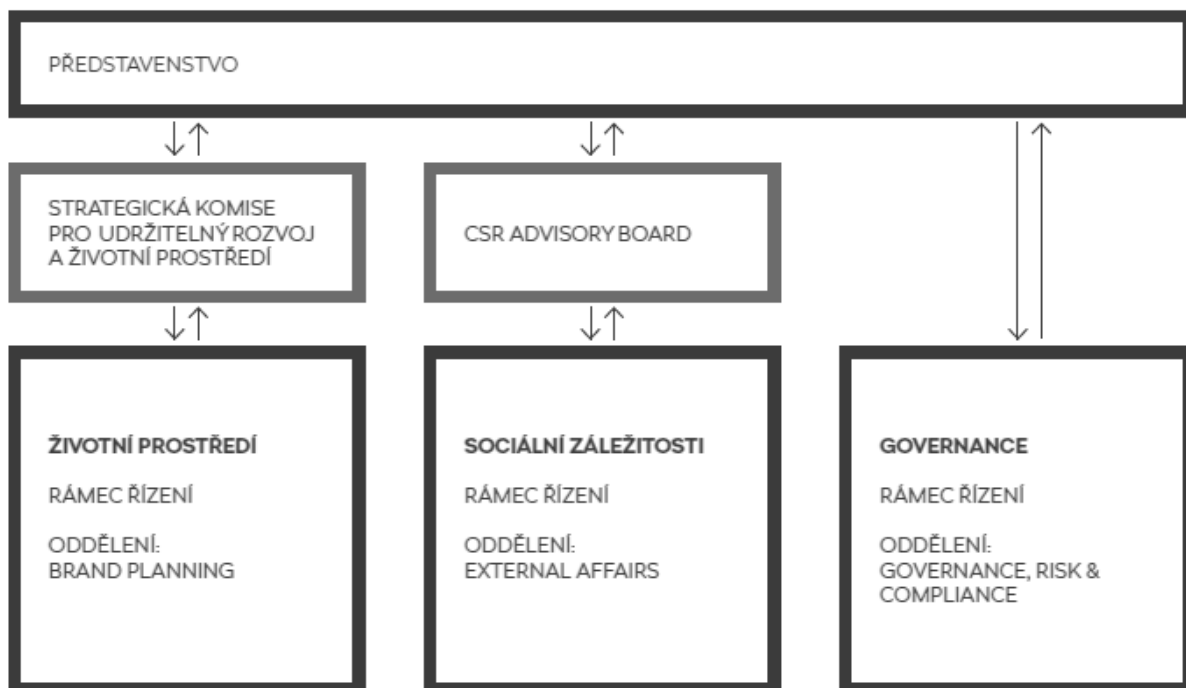 PŘEDSTAVENSTVO
STRATEGICKÁ KOMISE
PRO UDRŽITELNÝ ROZVOJ
A ŽIVOTNÍ PROSTŘEDÍ
CSR ADVISORY BOARD
ŽIVOTNÍ PROSTŘEDÍ
RÁMEC ŘÍZENÍ
ODDĚLENÍ:
BRAND PLANNING
SOCIÁLNÍ ZÁLEŽITOSTI
RÁMEC ŘÍZENÍ
ODDĚLENÍ:
EXTERNAL AFFAIRS
GOVERNANCE
RÁMEC ŘÍZENÍ
ODDĚLENÍ:
GOVERNANCE, RISK &
COMPLIANCE